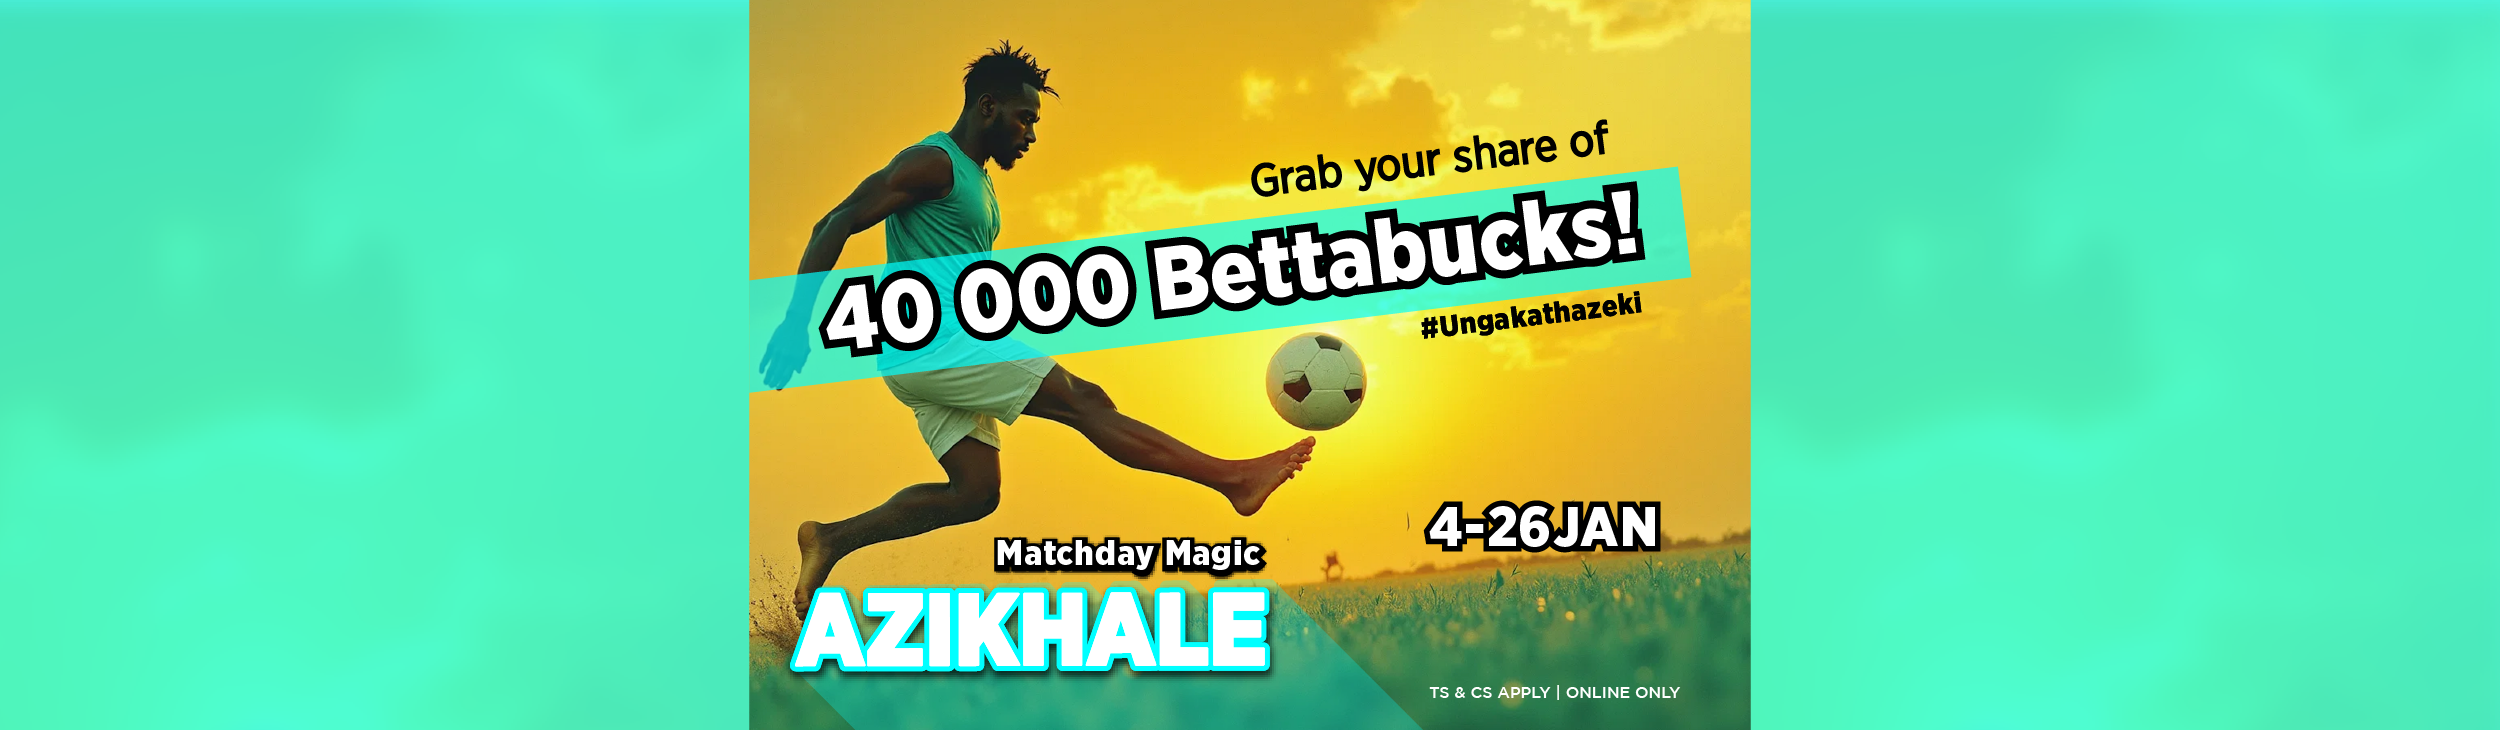 Grab your share of
40 000 Bettabucks!
#Ungakathazeki
4-26JAN
Matchday Magic
AZIKHALE
TS & CS APPLY | ONLINE ONLY